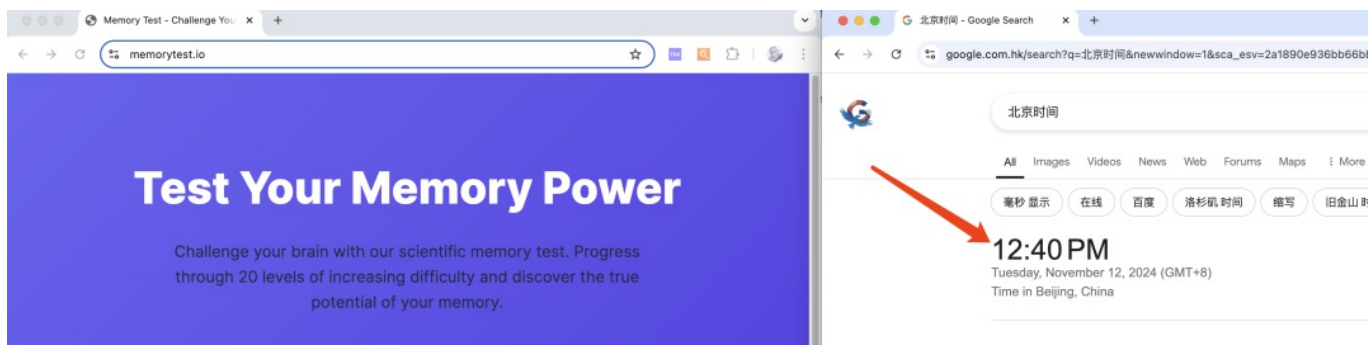 Memory Test - Challenge You
memorytest.io
Test Your Memory Power
Challenge your brain with our scientific memory test. Progress
through 20 levels of increasing difficulty and discover the true
potential of your memory.
北京时间 - Google Search
google.com.hk/search?q=北京时间&newwindow=1&sca_esv=2a1890e936bb66b
北京时间
All Images Videos News Web Forums Maps More
毫秒 显示 在线 百度 洛杉矶 时间 缩写 旧金山
12:40 PM
Tuesday, November 12, 2024 (GMT+8)
Time in Beijing, China